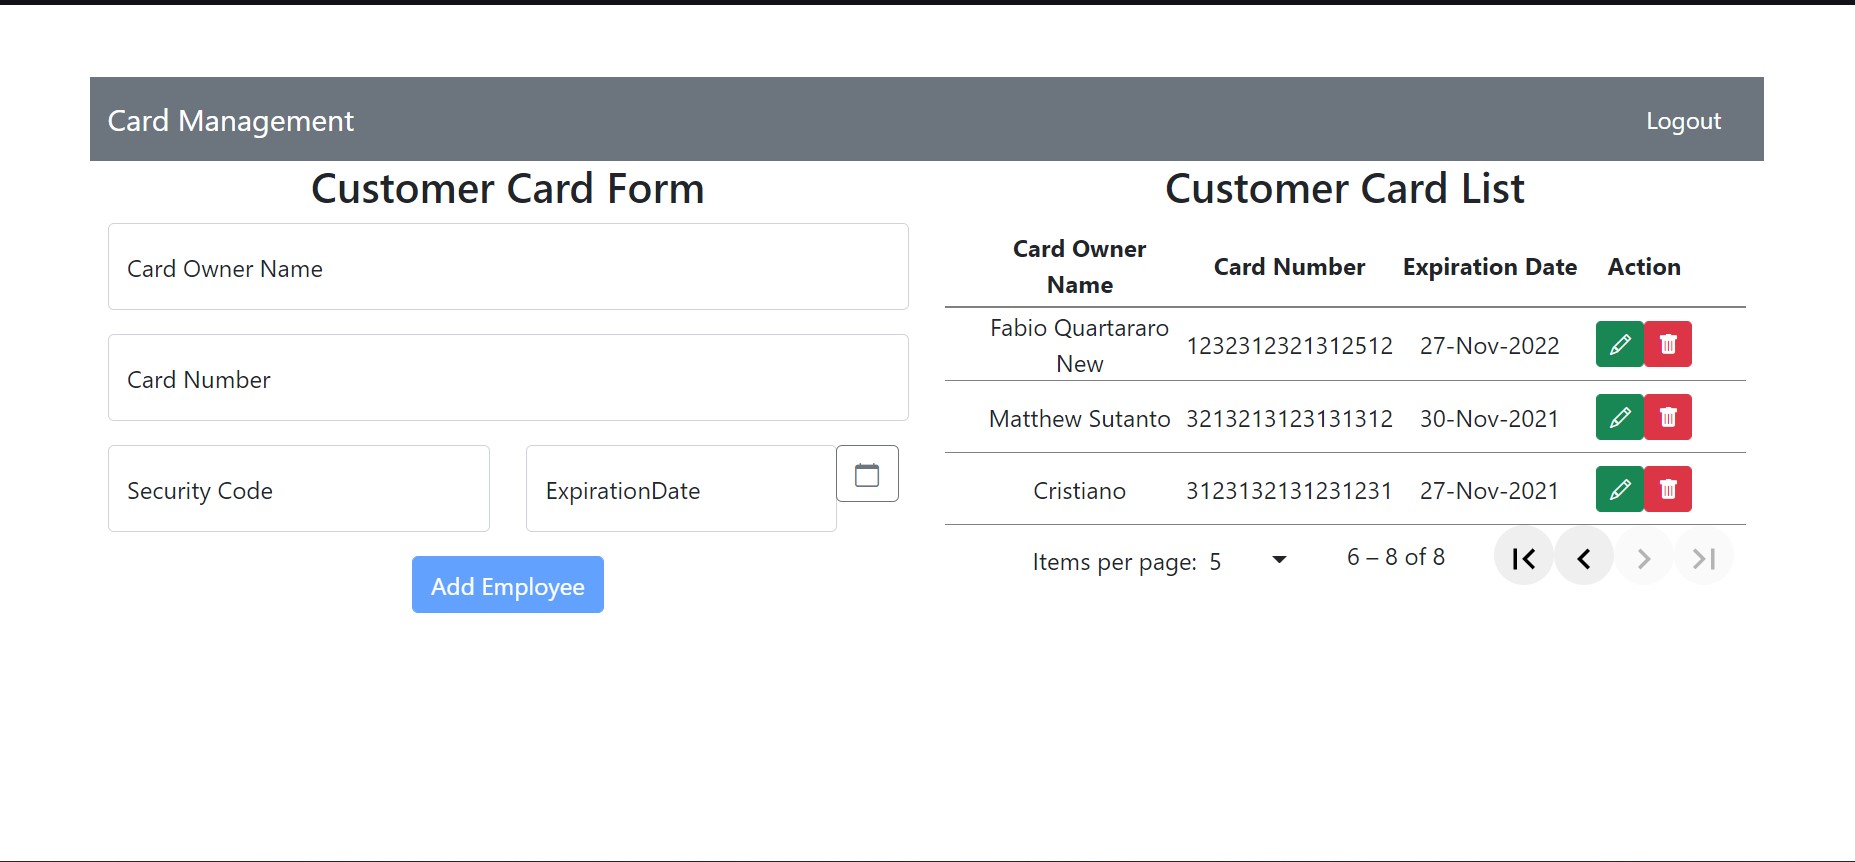 Card Management
Logout
Customer Card Form
Card Owner Name
Card Number
Security Code
ExpirationDate
Add Employee
Customer Card List
Card Owner
Name
Card Number
Expiration Date
Action
Fabio Quartararo
New
1232312321312512
27-Nov-2022
Matthew Sutanto
3213213123131312
30-Nov-2021
Cristiano
3123132131231231
27-Nov-2021
Items per page: 5
6 – 8 of 8